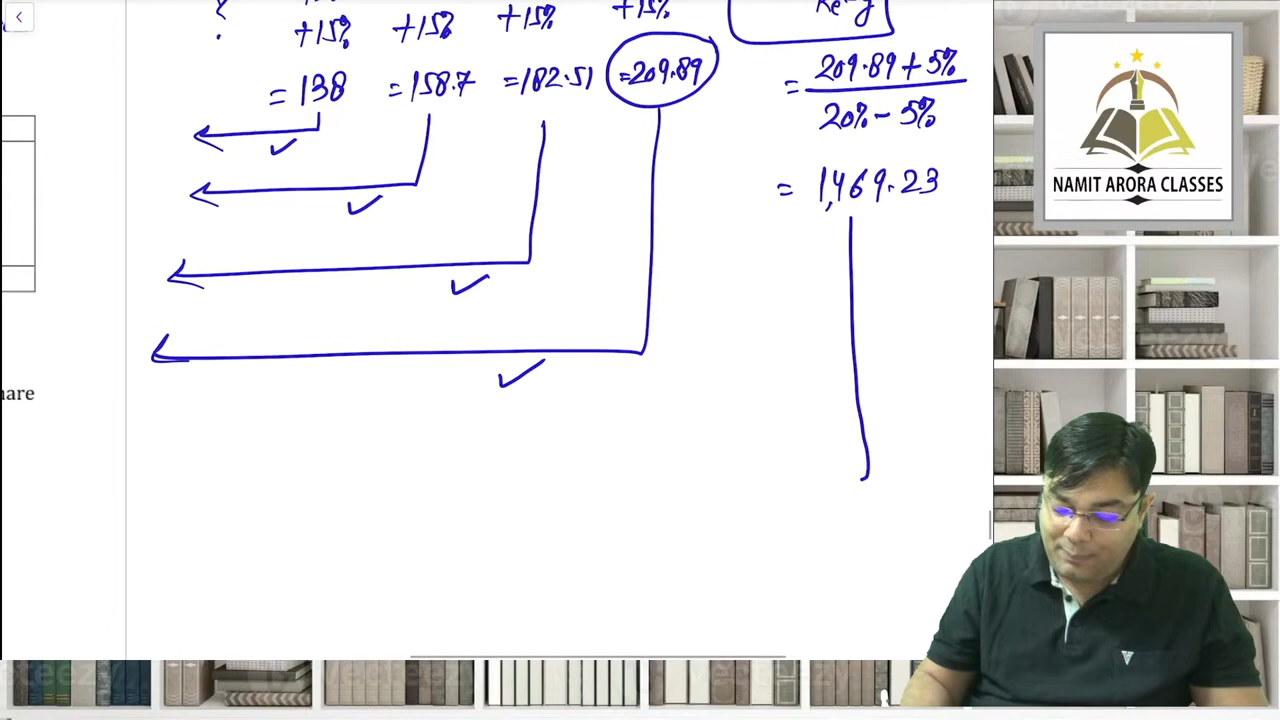 +15% +15% +15% +15%
= 138 = 158.7 = 182.51 = 209.89
= 209.89 + 5%
20% - 5%
= 1,469.23
NAMIT ARORA CLASSES